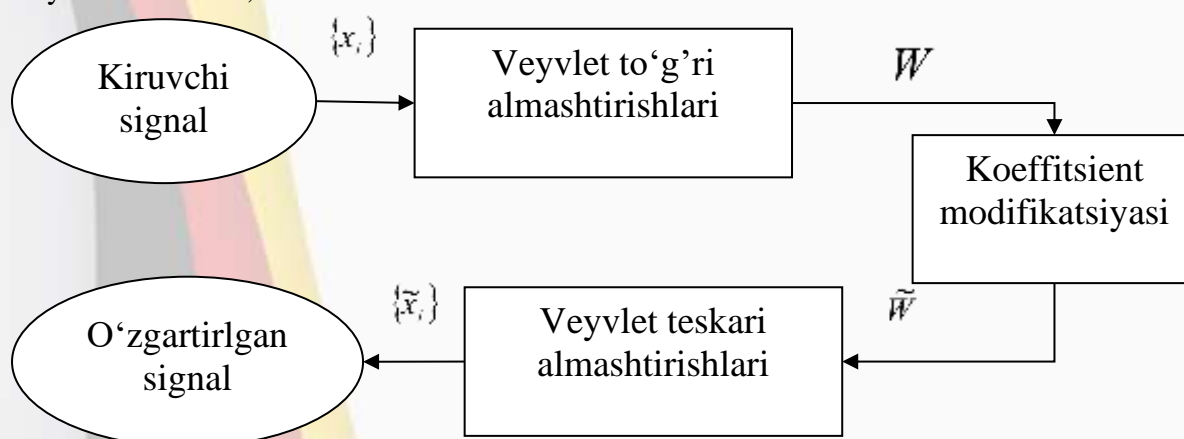 {xᵢ}
Kiruvchi
signal
Veyvlet to‘g’ri
almashtirishlari
W
Koeffitsient
modifikatsiyasi
W̃
Veyvlet teskari
almashtirishlari
{x̃ᵢ}
O‘zgartirlgan
signal